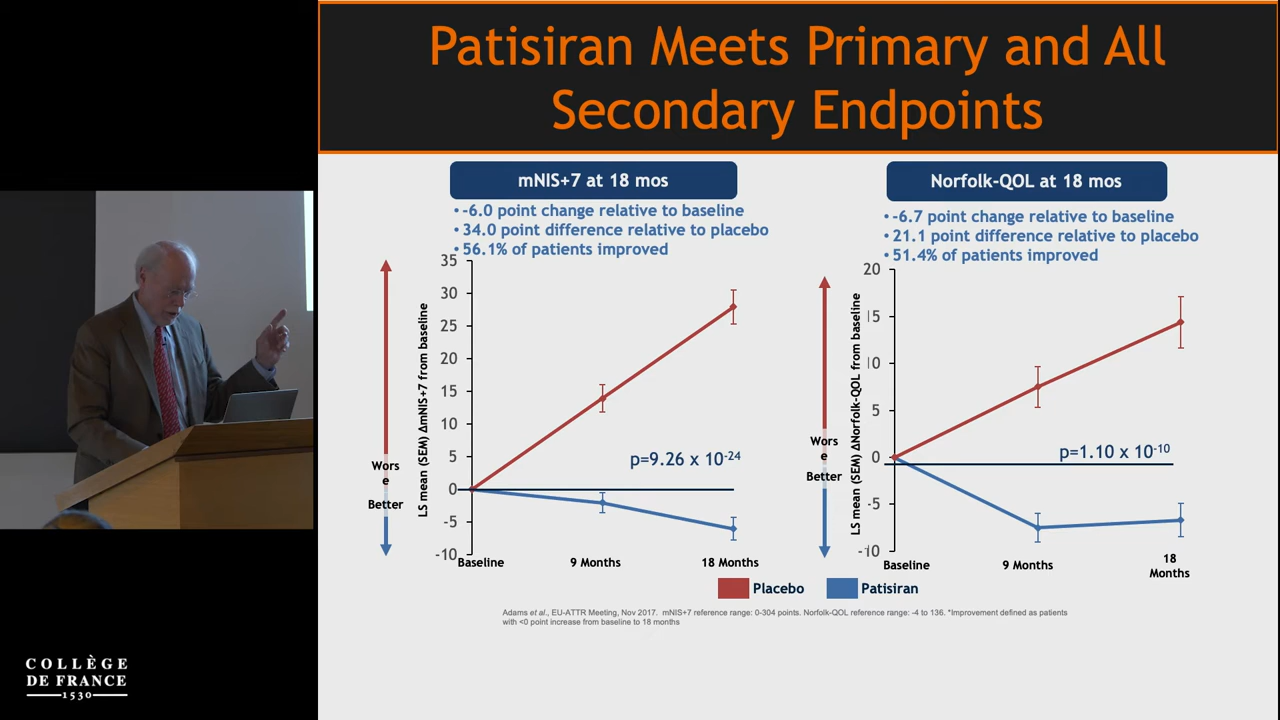 Patisiran Meets Primary and All
Secondary Endpoints
mNIS+7 at 18 mos
• -6.0 point change relative to baseline
• 34.0 point difference relative to placebo
• 56.1% of patients improved
35
30
25
20
15
10
5
0
-5
-10
LS mean (SEM) ΔmNIS+7 from baseline
Wors
e
Better
p=9.26 x 10-24
Baseline
9 Months
18 Months
Norfolk-QOL at 18 mos
• -6.7 point change relative to baseline
• 21.1 point difference relative to placebo
• 51.4% of patients improved
20
15
10
5
0
-5
-10
LS mean (SEM) ΔNorfolk-QOL from baseline
Wors
e
Better
p=1.10 x 10-10
Baseline
9 Months
18
Months
Placebo
Patisiran
Adams et al., EU-ATTR Meeting, Nov 2017. mNIS+7 reference range: 0-304 points. Norfolk-QOL reference range: -4 to 136. *Improvement defined as patients
with <0 point increase from baseline to 18 months
COLLÈGE
DE FRANCE
1530